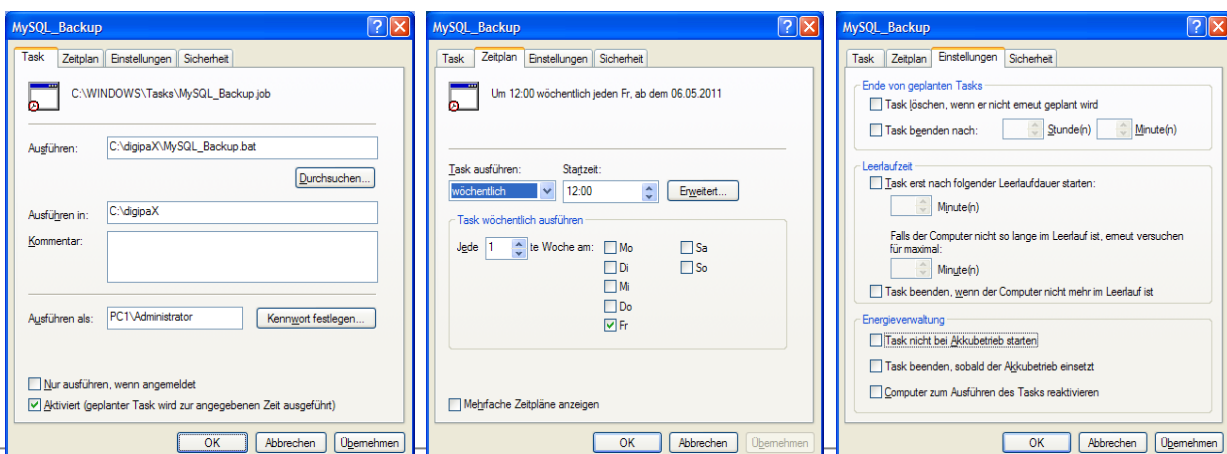 MySQL_Backup
Task Zeitplan Einstellungen Sicherheit
C:\WINDOWS\Tasks\MySQL_Backup.job
Ausführen: C:\digipaX\MySQL_Backup.bat
Durchsuchen...
Ausführen in: C:\digipaX
Kommentar:
Ausführen als: PC1\Administrator Kennwort festlegen...
Nur ausführen, wenn angemeldet
Aktiviert (geplanter Task wird zur angegebenen Zeit ausgeführt)
OK Abbrechen Übernehmen
MySQL_Backup
Task Zeitplan Einstellungen Sicherheit
Um 12:00 wöchentlich jeden Fr, ab dem 06.05.2011
Task ausführen: Startzeit:
wöchentlich 12:00 Erweitert...
Task wöchentlich ausführen
Jede 1 te Woche am: Mo Sa
Di So
Mi
Do
Fr
Mehrfache Zeitpläne anzeigen
OK Abbrechen Übernehmen
MySQL_Backup
Task Zeitplan Einstellungen Sicherheit
Ende von geplanten Tasks
Task löschen, wenn er nicht erneut geplant wird
Task beenden nach: Stunde(n) Minute(n)
Leerlaufzeit
Task erst nach folgender Leerlaufdauer starten:
Minute(n)
Falls der Computer nicht so lange im Leerlauf ist, erneut versuchen
für maximal:
Minute(n)
Task beenden, wenn der Computer nicht mehr im Leerlauf ist
Energieverwaltung
Task nicht bei Akkubetrieb starten
Task beenden, sobald der Akkubetrieb einsetzt
Computer zum Ausführen des Tasks reaktivieren
OK Abbrechen Übernehmen